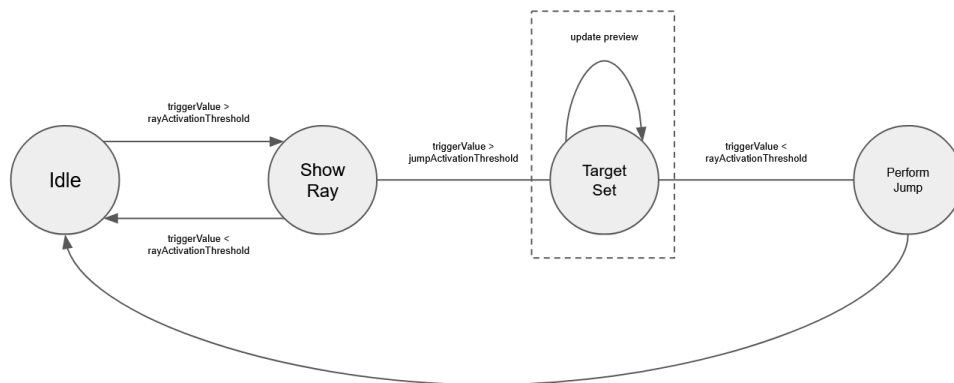 update preview
triggerValue >
rayActivationThreshold
triggerValue >
jumpActivationThreshold
triggerValue <
rayActivationThreshold
Idle
Show
Ray
Target
Set
Perform
Jump
triggerValue <
rayActivationThreshold